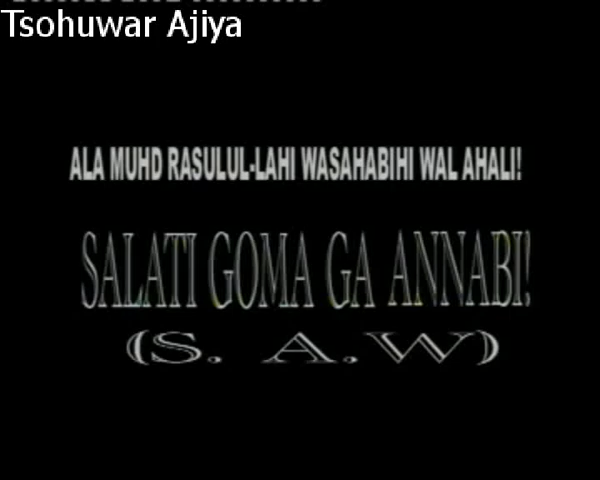 Tsohuwar Ajiya
ALA MUHD RASULUL-LAHI WASAHABIHI WAL AHALI!
SALATI GOMA GA ANNABI!
(S. A.W)